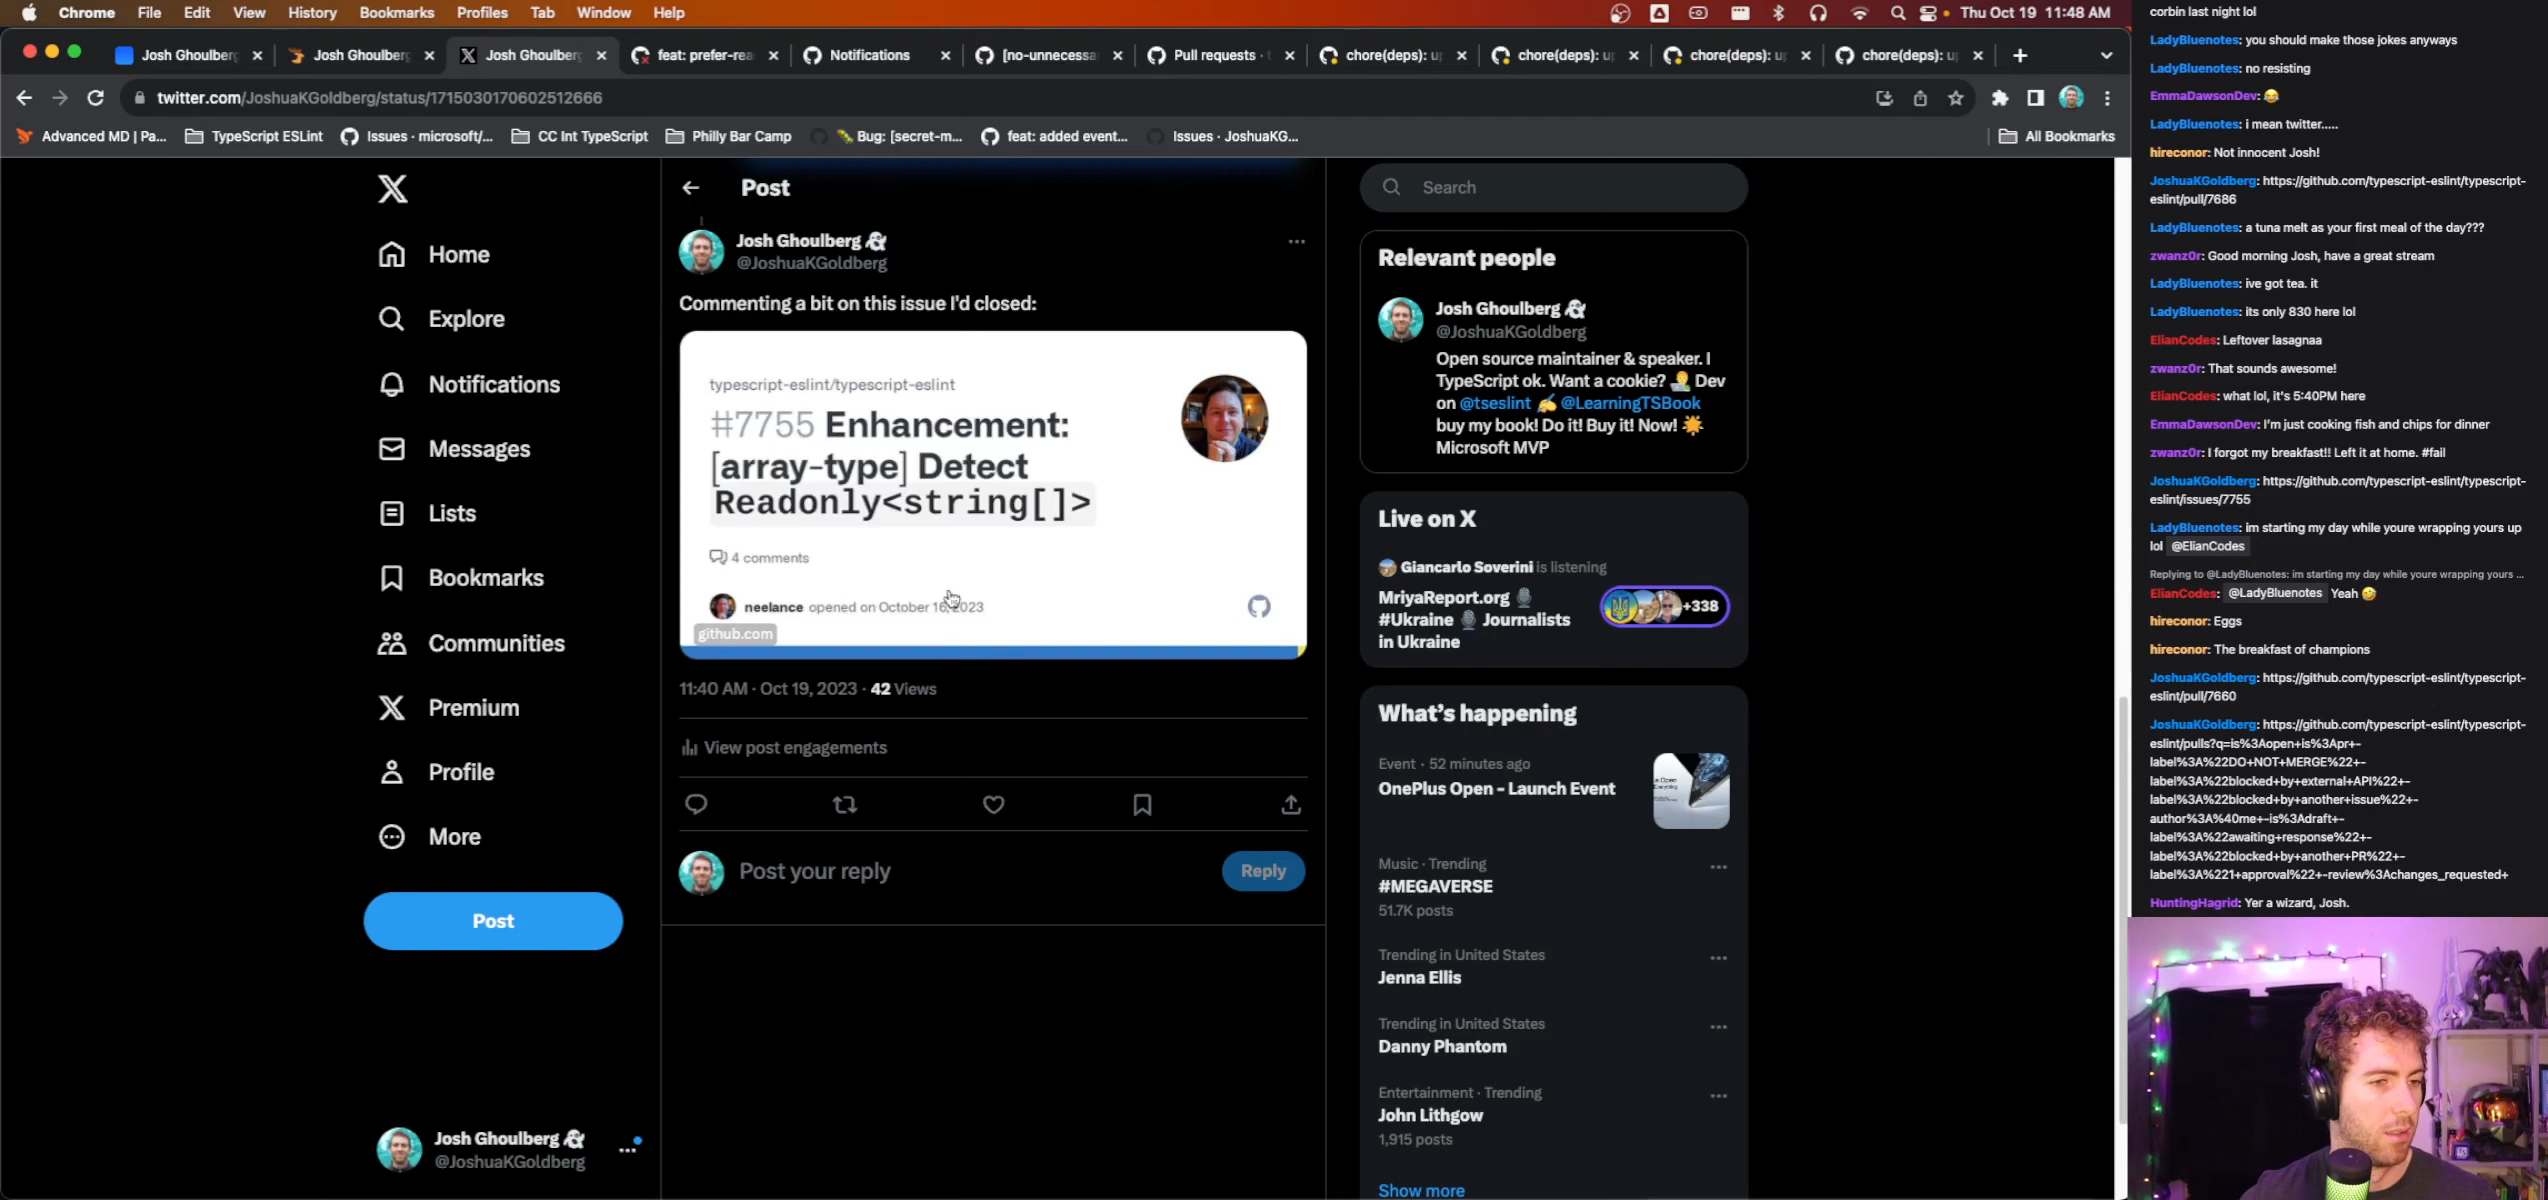 Chrome File Edit View History Bookmarks Profiles Tab Window Help
Thu Oct 19 11:48 AM
Josh Ghoulberg
Josh Ghoulberg
Josh Ghoulberg
feat: prefer-rea
Notifications
[no-unnecessa
Pull requests · t
chore(deps): u
chore(deps): u
chore(deps): u
chore(deps): u
twitter.com/JoshuaKGoldberg/status/1715030170602512666
Advanced MD | Pa...
TypeScript ESLint
Issues · microsoft/...
CC Int TypeScript
Philly Bar Camp
Bug: [secret-m...
feat: added event...
Issues · JoshuaKG...
All Bookmarks
Home
Explore
Notifications
Messages
Lists
Bookmarks
Communities
Premium
Profile
More
Post
Josh Ghoulberg
@JoshuaKGoldberg
Post
Josh Ghoulberg
@JoshuaKGoldberg
Commenting a bit on this issue I'd closed:
typescript-eslint/typescript-eslint
#7755 Enhancement:
[array-type] Detect
Readonly<string[]>
4 comments
neelance opened on October 16, 2023
github.com
11:40 AM · Oct 19, 2023 · 42 Views
View post engagements
Post your reply
Reply
Search
Relevant people
Josh Ghoulberg
@JoshuaKGoldberg
Open source maintainer & speaker. I
TypeScript ok. Want a cookie? 👨‍💻 Dev
on @tseslint ✍️ @LearningTSBook
buy my book! Do it! Buy it! Now! 🌟
Microsoft MVP
Live on X
Giancarlo Soverini is listening
MriyaReport.org 🎙
#Ukraine 🎙 Journalists
in Ukraine
+338
What's happening
Event · 52 minutes ago
OnePlus Open - Launch Event
Music · Trending
#MEGAVERSE
51.7K posts
Trending in United States
Jenna Ellis
Trending in United States
Danny Phantom
Entertainment · Trending
John Lithgow
1,915 posts
Show more
corbin last night lol
LadyBluenotes: you should make those jokes anyways
LadyBluenotes: no resisting
EmmaDawsonDev: 😂
LadyBluenotes: i mean twitter.....
hireconor: Not innocent Josh!
JoshuaKGoldberg: https://github.com/typescript-eslint/typescript-
eslint/pull/7686
LadyBluenotes: a tuna melt as your first meal of the day???
zwanz0r: Good morning Josh, have a great stream
LadyBluenotes: ive got tea. it
LadyBluenotes: its only 830 here lol
ElianCodes: Leftover lasagnaa
zwanz0r: That sounds awesome!
ElianCodes: what lol, it's 5:40PM here
EmmaDawsonDev: I'm just cooking fish and chips for dinner
zwanz0r: I forgot my breakfast!! Left it at home. #fail
JoshuaKGoldberg: https://github.com/typescript-eslint/typescript-
eslint/issues/7755
LadyBluenotes: im starting my day while youre wrapping yours up
lol @ElianCodes
Replying to @LadyBluenotes: im starting my day while youre wrapping yours ...
ElianCodes: @LadyBluenotes Yeah 🤣
hireconor: Eggs
hireconor: The breakfast of champions
JoshuaKGoldberg: https://github.com/typescript-eslint/typescript-
eslint/pull/7660
JoshuaKGoldberg: https://github.com/typescript-eslint/typescript-
eslint/pulls?q=is%3Aopen+is%3Apr+-
label%3A%22DO+NOT+MERGE%22+-
label%3A%22blocked+by+external+API%22+-
label%3A%22blocked+by+another+issue%22+-
author%3A%40me+-is%3Adraft+-
label%3A%22awaiting+response%22+-
label%3A%22blocked+by+another+PR%22+-
label%3A%221+approval%22+-review%3Achanges_requested+
HuntingHagrid: Yer a wizard, Josh.